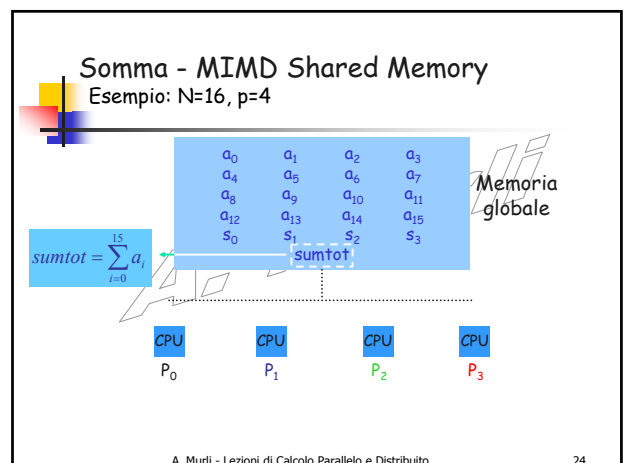 Somma - MIMD Shared Memory
Esempio: N=16, p=4
a₀ a₁ a₂ a₃
a₄ a₅ a₆ a₇
a₈ a₉ a₁₀ a₁₁
a₁₂ a₁₃ a₁₄ a₁₅
s₀ s₁ s₂ s₃
sumtot
Memoria
globale
sumtot = ∑_{i=0}^{15} a_i
CPU CPU CPU CPU
P₀ P₁ P₂ P₃
A. Murli - Lezioni di Calcolo Parallelo e Distribuito 24